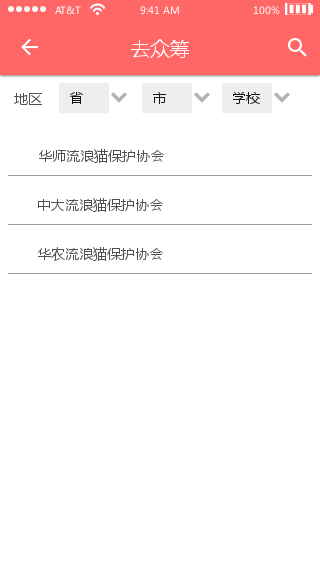 AT&T 9:41 AM 100%
去众筹
地区 省 市 学校
华师流浪猫保护协会
中大流浪猫保护协会
华农流浪猫保护协会